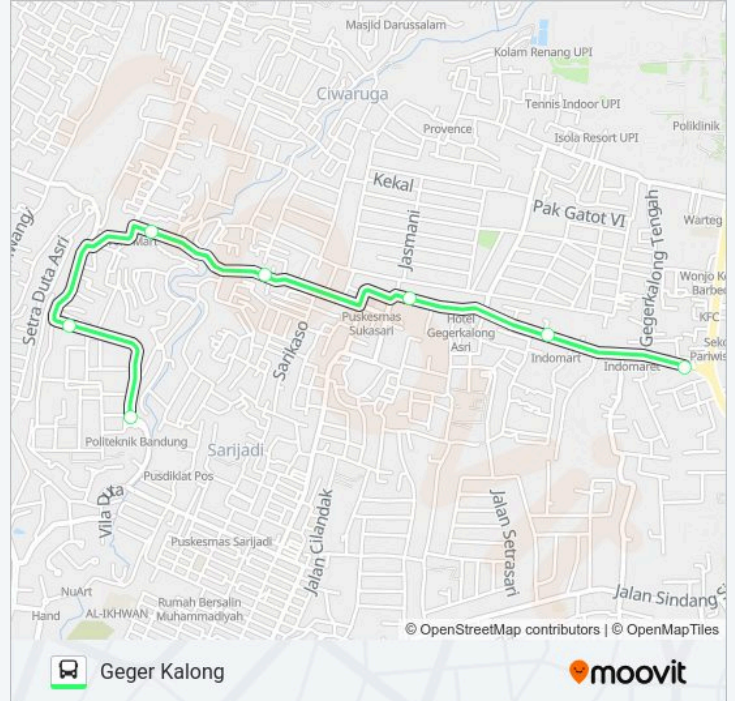 Masjid Darussalam
Kolam Renang UPI
Ciwaruga
Tennis Indoor UPI
Provence
Poliklinik
Isola Resort UPI
Kekal
Pak Gatot VI
Gegerkalong Tengah
Warteg
Jasmani
Setra Duta Asri
Mart
Wonjo K
Barbec
KFC
Puskesmas
Sukasari
Hotel
Gegerkalong
Asri
Sek
Pariwis
Indomart
Indomaret
Sarikaso
Politeknik Bandung
Sarijadi
Pusdiklat Pos
Vila Duta
Jalan Cilandak
Jalan Setrasari
Puskesmas Sarijadi
NuArt
Hand
AL-IKHWAN
Rumah Bersalin
Muhammadiyah
Jalan Sindang S
© OpenStreetMap contributors | © OpenMapTiles
Geger Kalong
moovit